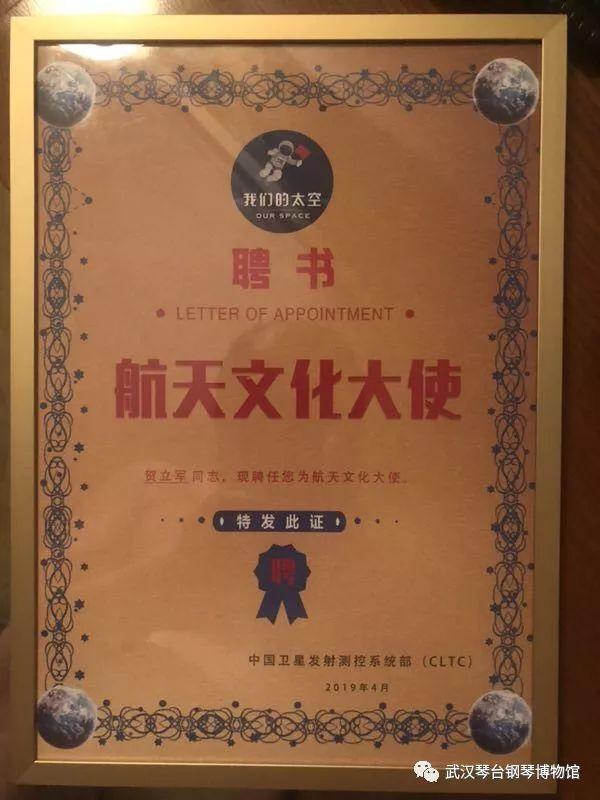 我们的太空
OUR SPACE
聘书
LETTER OF APPOINTMENT
航天文化大使
贺立军同志，现聘任您为航天文化大使。
特发此证
聘
中国卫星发射测控系统部（CLTC）
2019年4月
武汉琴台钢琴博物馆